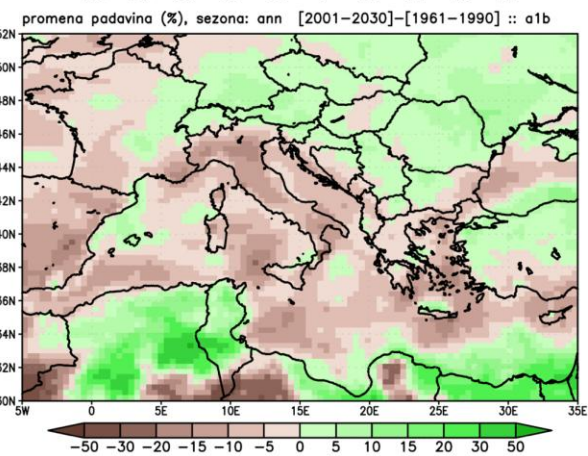 promena padavina (%), sezona: ann [2001−2030]−[1961−1990] :: a1b
52N
50N
48N
46N
44N
42N
40N
38N
36N
34N
32N
30N
5W 0 5E 10E 15E 20E 25E 30E 35E
−50 −30 −20 −15 −10 −5 0 5 10 15 20 30 50